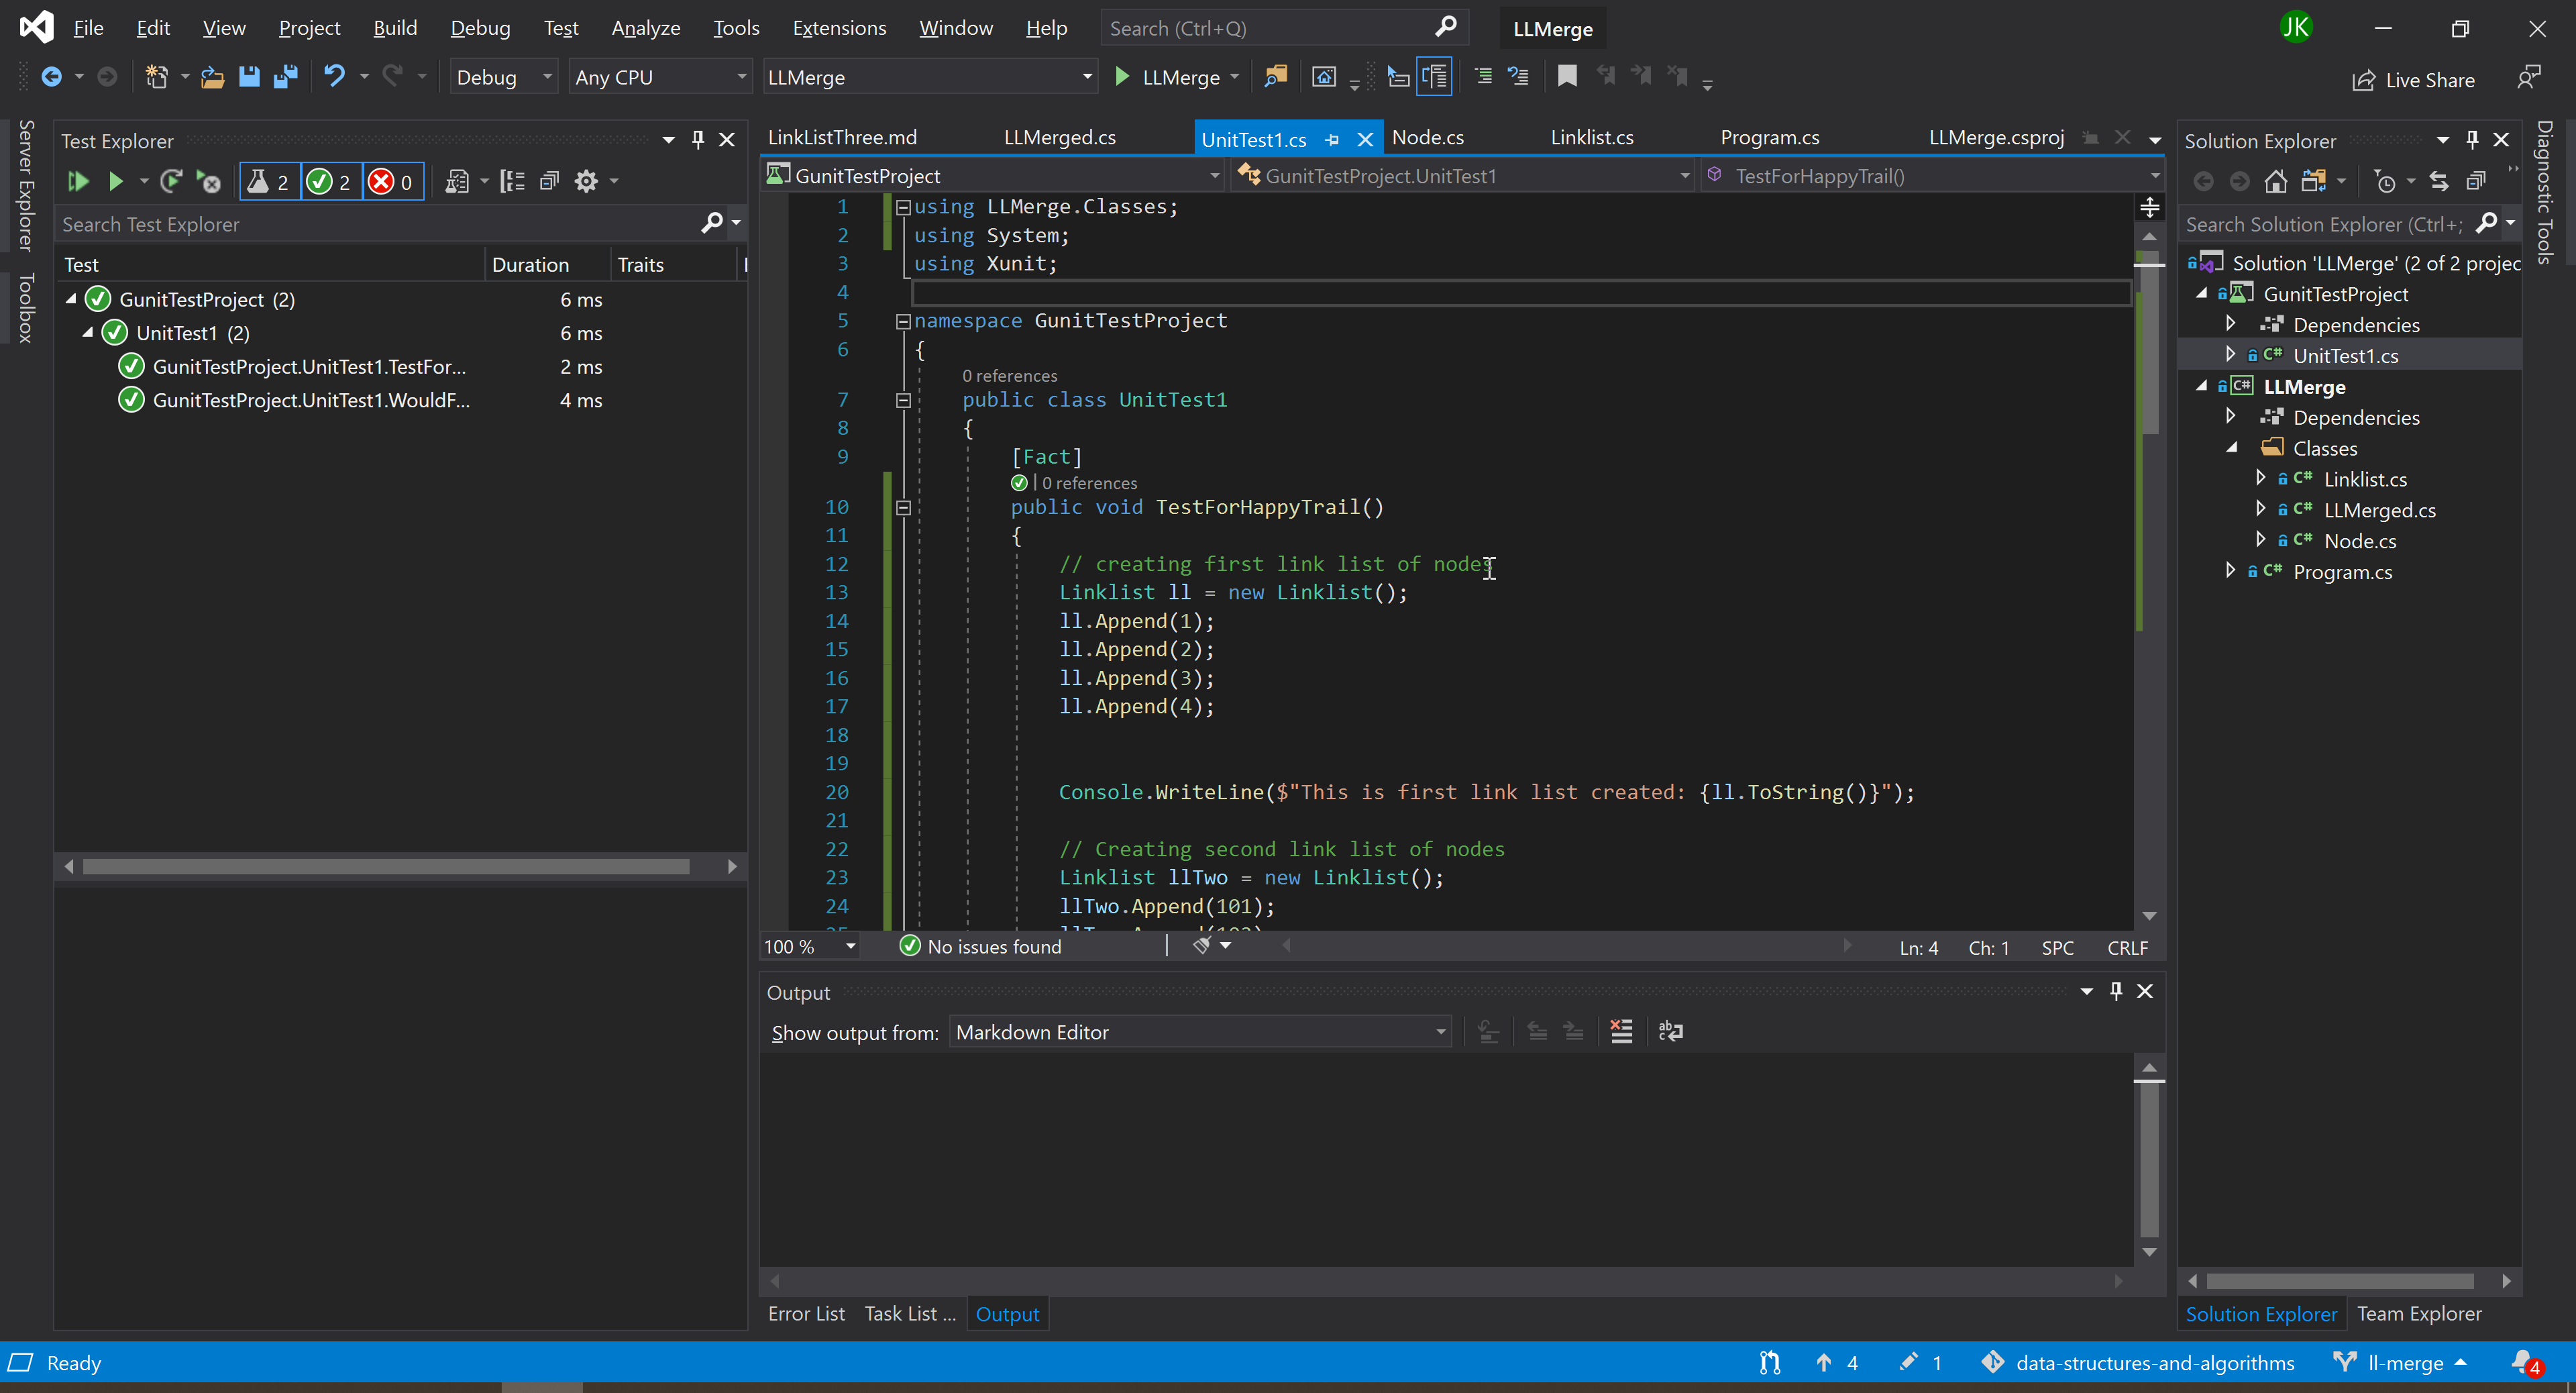 File Edit View Project Build Debug Test Analyze Tools Extensions Window Help Search (Ctrl+Q) LLMerge JK
Debug Any CPU LLMerge LLMerge Live Share
Server Explorer
Toolbox
Test Explorer
2 2 0
Search Test Explorer
Test Duration Traits
GunitTestProject (2) 6 ms
UnitTest1 (2) 6 ms
GunitTestProject.UnitTest1.TestFor... 2 ms
GunitTestProject.UnitTest1.WouldF... 4 ms
LinkListThree.md LLMerged.cs UnitTest1.cs Node.cs Linklist.cs Program.cs LLMerge.csproj
GunitTestProject GunitTestProject.UnitTest1 TestForHappyTrail()
1 using LLMerge.Classes;
2 using System;
3 using Xunit;
4
5 namespace GunitTestProject
6 {
0 references
7 public class UnitTest1
8 {
9 [Fact]
| 0 references
10 public void TestForHappyTrail()
11 {
12 // creating first link list of nodes
13 Linklist ll = new Linklist();
14 ll.Append(1);
15 ll.Append(2);
16 ll.Append(3);
17 ll.Append(4);
18
19
20 Console.WriteLine($"This is first link list created: {ll.ToString()}");
21
22 // Creating second link list of nodes
23 Linklist llTwo = new Linklist();
24 llTwo.Append(101);
100 % No issues found Ln: 4 Ch: 1 SPC CRLF
Output
Show output from: Markdown Editor
Error List Task List ... Output
Solution Explorer
Search Solution Explorer (Ctrl+;
Solution 'LLMerge' (2 of 2 projec
GunitTestProject
Dependencies
C# UnitTest1.cs
C# LLMerge
Dependencies
Classes
C# Linklist.cs
C# LLMerged.cs
C# Node.cs
C# Program.cs
Solution Explorer Team Explorer
Diagnostic Tools
Ready 4 1 data-structures-and-algorithms ll-merge 4